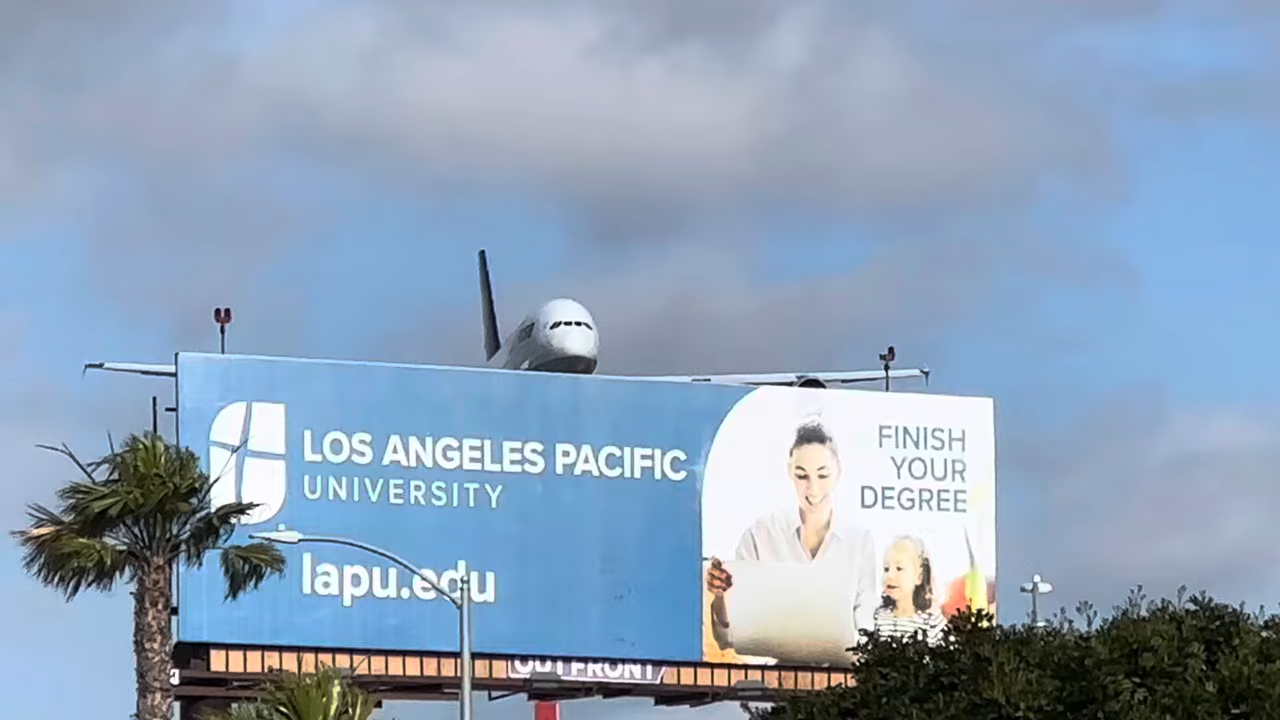 LOS ANGELES PACIFIC
UNIVERSITY
lapu.edu
FINISH
YOUR
DEGREE
OUTFRONT